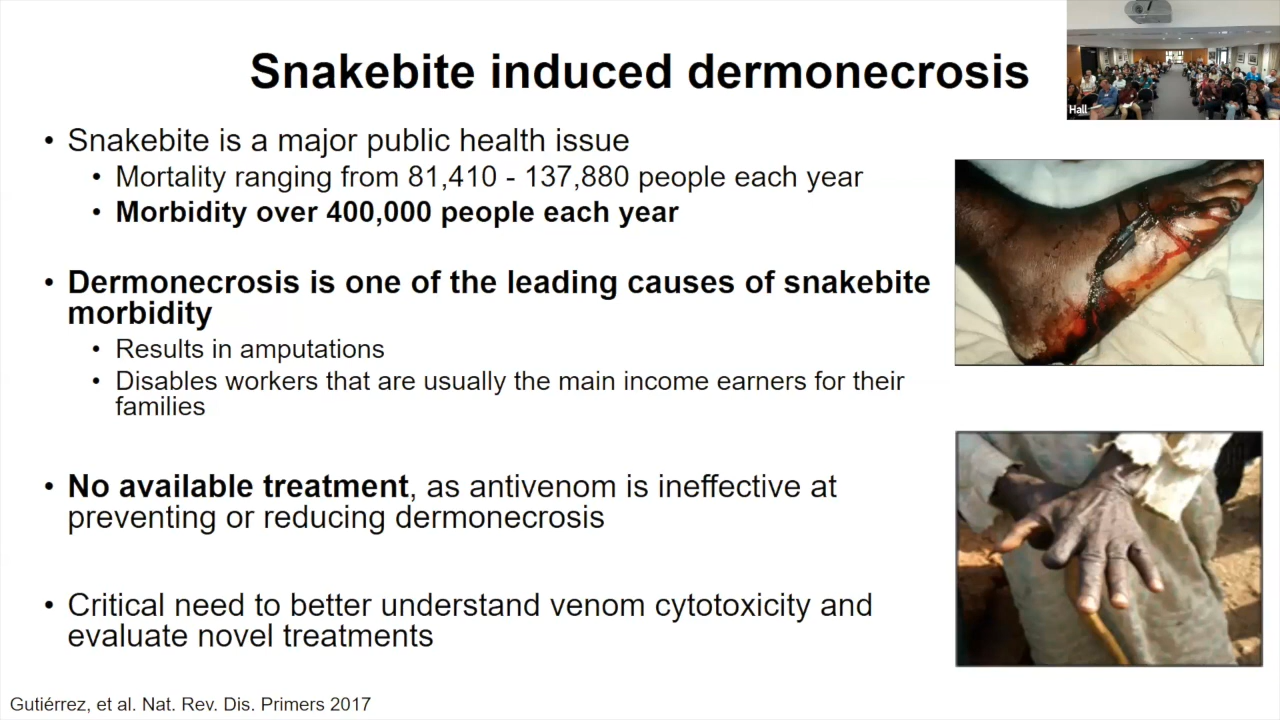 Snakebite induced dermonecrosis
Hall
• Snakebite is a major public health issue
• Mortality ranging from 81,410 - 137,880 people each year
• Morbidity over 400,000 people each year
• Dermonecrosis is one of the leading causes of snakebite
morbidity
• Results in amputations
• Disables workers that are usually the main income earners for their
families
• No available treatment, as antivenom is ineffective at
preventing or reducing dermonecrosis
• Critical need to better understand venom cytotoxicity and
evaluate novel treatments
Gutiérrez, et al. Nat. Rev. Dis. Primers 2017